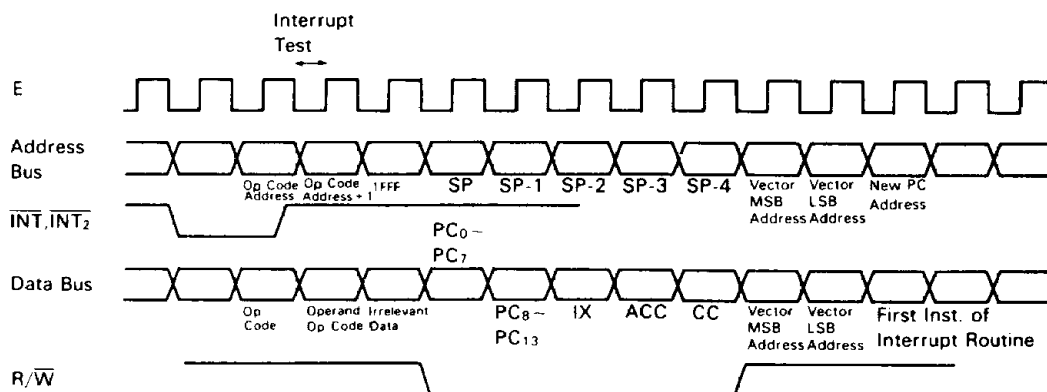 Interrupt
Test
E
Address
Bus
Op Code
Address
Op Code
Address + 1
1FFF
SP
SP-1
SP-2
SP-3
SP-4
Vector
MSB
Address
Vector
LSB
Address
New PC
Address
INT, INT2
PC0~
PC7
Data Bus
Op
Code
Operand
Op Code
Irrelevant
Data
PC8~
PC13
IX
ACC
CC
Vector
MSB
Address
Vector
LSB
Address
First Inst. of
Interrupt Routine
R/W